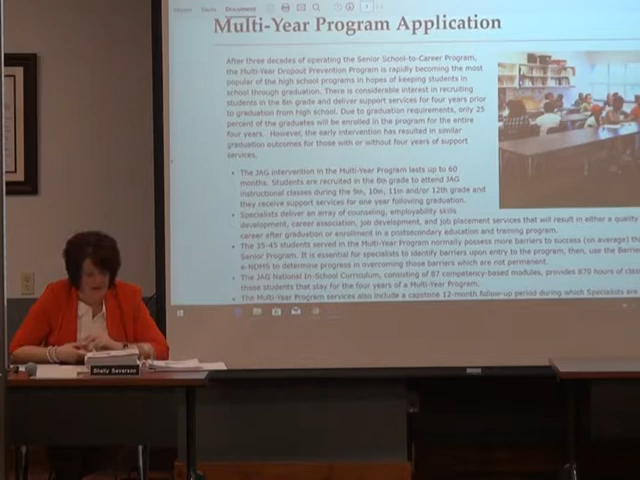 Home Tools Document
Multi-Year Program Application
After three decades of operating the Senior School-to-Career Program,
the Multi-Year Dropout Prevention Program is rapidly becoming the most
popular of the high school programs in hopes of keeping students in
school through graduation. There is considerable interest in recruiting
students in the 8th grade and deliver support services for four years prior
to graduation from high school. Due to graduation requirements, only 25
percent of the graduates will be enrolled in the program for the entire
four years. However, the early intervention has resulted in similar
graduation outcomes for those with or without four years of support
services.
• The JAG intervention in the Multi-Year Program lasts up to 60
months. Students are recruited in the 8th grade to attend JAG
instructional classes during the 9th, 10th, 11th and/or 12th grade and
they receive support services for one year following graduation.
• Specialists deliver an array of counseling, employability skills
development, career association, job development, and job placement services that will result in either a quality
career after graduation or enrollment in a postsecondary education and training program.
• The 35-45 students served in the Multi-Year Program normally possess more barriers to success (on average) th
Senior Program. It is essential for specialists to identify barriers upon entry to the program, then, use the Barrie
e-NDMS to determine progress in overcoming those barriers which are not permanent.
• The JAG National In-School Curriculum, consisting of 87 competency-based modules, provides 870 hours of class
those students that stay for the four years of a Multi-Year Program.
• The Multi-Year Program services also include a capstone 12-month follow-up period during which Specialists are
Shelly Severson